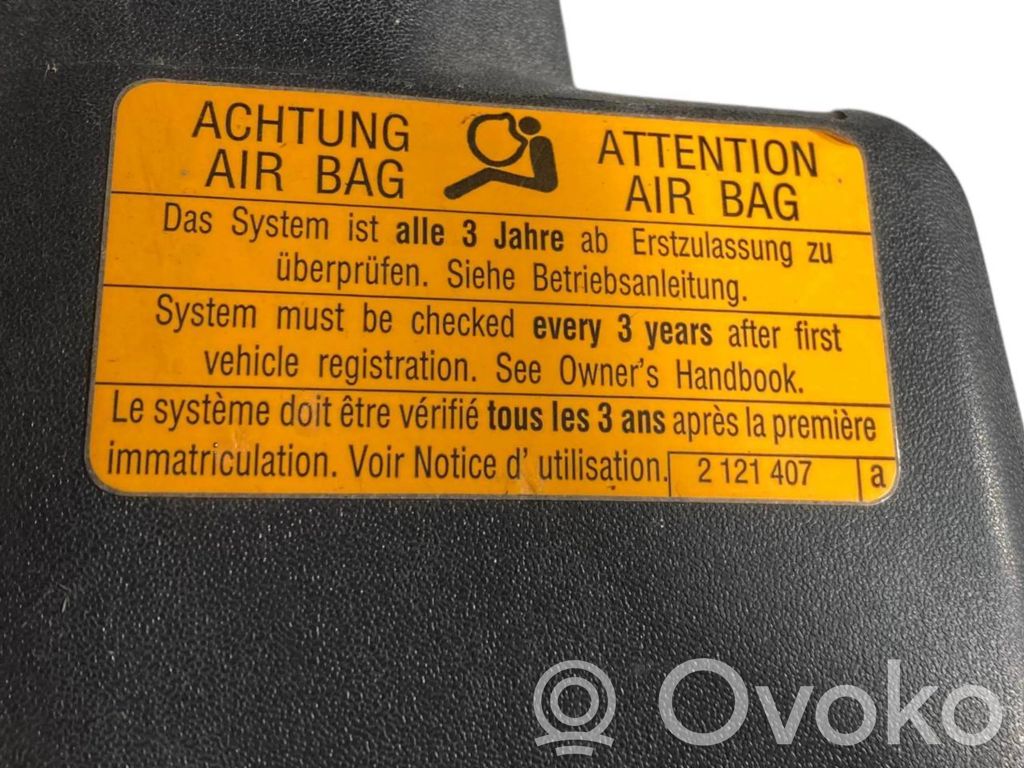 ACHTUNG
AIR BAG
ATTENTION
AIR BAG
Das System ist alle 3 Jahre ab Erstzulassung zu
überprüfen. Siehe Betriebsanleitung.
System must be checked every 3 years after first
vehicle registration. See Owner's Handbook.
Le système doit être vérifié tous les 3 ans après la première
immatriculation. Voir Notice d' utilisation. 2 121 407 a
Ovoko